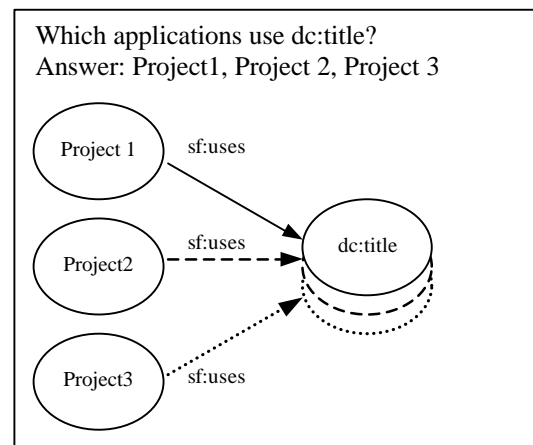 Which applications use dc:title?
Answer: Project1, Project 2, Project 3
Project 1
sf:uses
Project2
sf:uses
dc:title
Project3
sf:uses